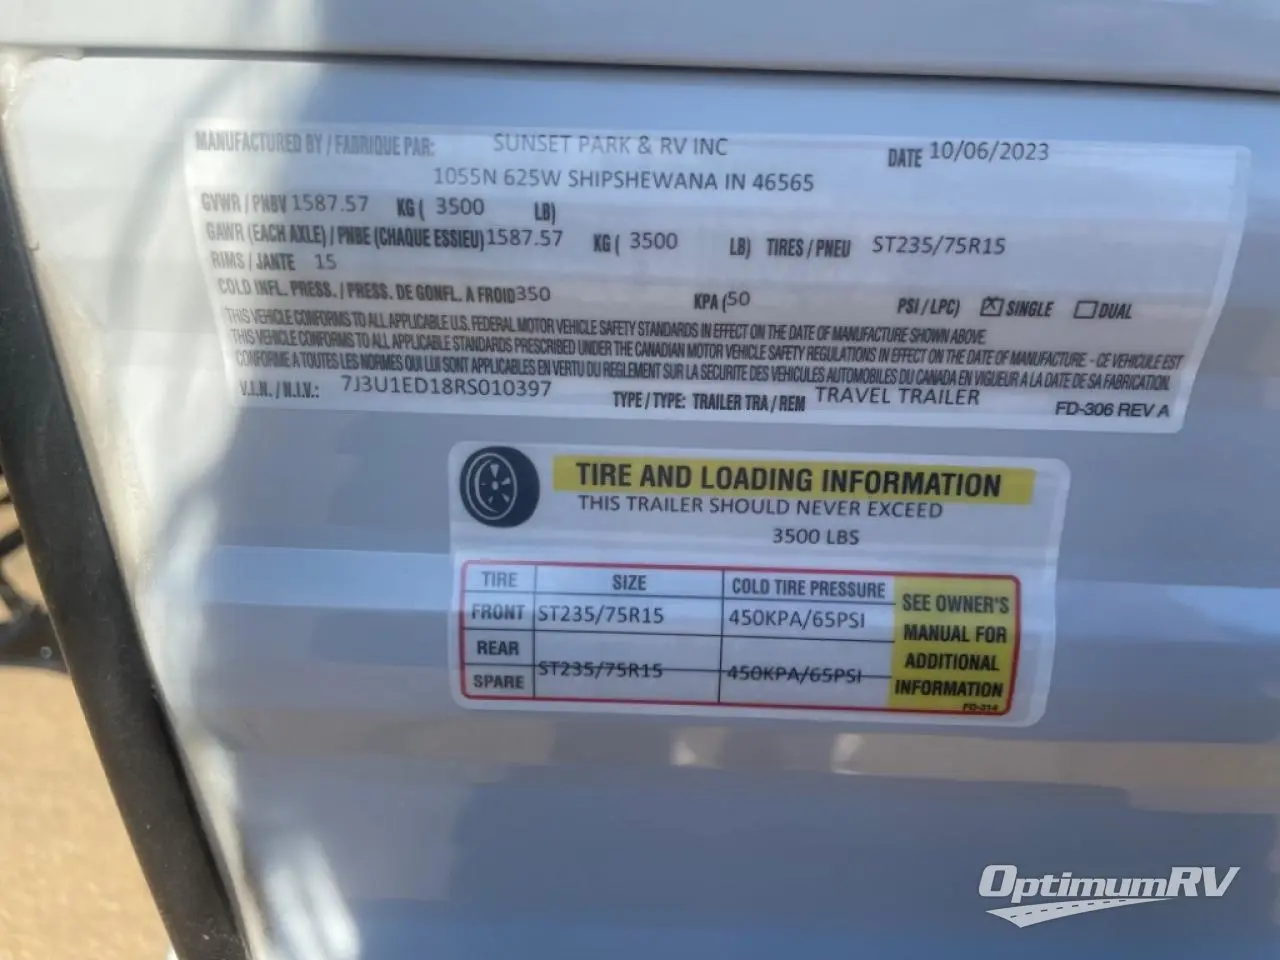 MANUFACTURED BY / FABRIQUE PAR: SUNSET PARK & RV INC DATE 10/06/2023
1055N 625W SHIPSHEWANA IN 46565
GVWR / PNBV 1587.57 KG ( 3500 LB)
GAWR (EACH AXLE) / PNBE (CHAQUE ESSIEU) 1587.57 KG ( 3500 LB) TIRES / PNEU ST235/75R15
RIMS / JANTE 15
COLD INFL. PRESS. / PRESS. DE GONFL. A FROID 350 KPA (50 PSI / LPC) SINGLE DUAL
THIS VEHICLE CONFORMS TO ALL APPLICABLE U.S. FEDERAL MOTOR VEHICLE SAFETY STANDARDS IN EFFECT ON THE DATE OF MANUFACTURE SHOWN ABOVE.
THIS VEHICLE CONFORMS TO ALL APPLICABLE STANDARDS PRESCRIBED UNDER THE CANADIAN MOTOR VEHICLE SAFETY REGULATIONS IN EFFECT ON THE DATE OF MANUFACTURE - CE VEHICULE EST
CONFORME A TOUTES LES NORMES QUI LUI SONT APPLICABLES EN VERTU DU REGLEMENT SUR LA SECURITE DES VEHICULES AUTOMOBILES DU CANADA EN VIGUEUR A LA DATE DE SA FABRICATION.
V.I.N. / N.I.V.: 7J3U1ED18RS010397 TYPE / TYPE: TRAILER TRA / REM TRAVEL TRAILER FD-306 REV A
TIRE AND LOADING INFORMATION
THIS TRAILER SHOULD NEVER EXCEED
3500 LBS
TIRE SIZE COLD TIRE PRESSURE
FRONT ST235/75R15 450KPA/65PSI
REAR
SPARE ST235/75R15 450KPA/65PSI
SEE OWNER'S
MANUAL FOR
ADDITIONAL
INFORMATION
FD-314
OptimumRV